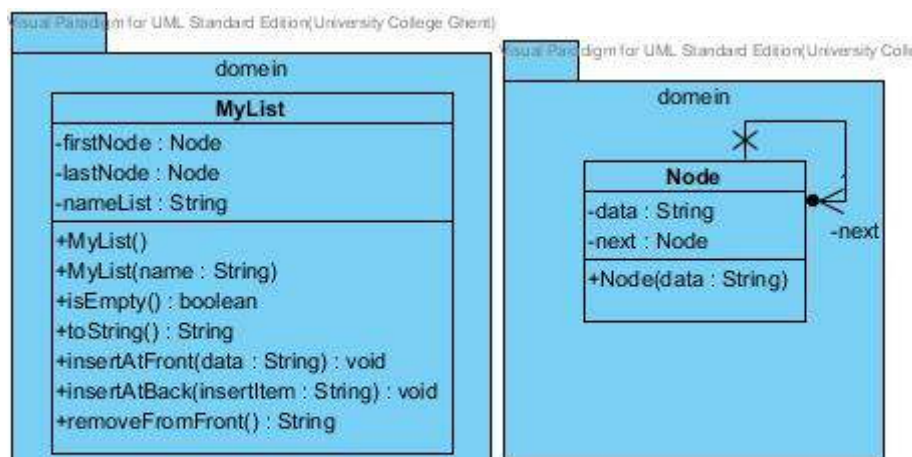 Visual Paradigm for UML Standard Edition(University College Ghent)
domein
MyList
-firstNode : Node
-lastNode : Node
-nameList : String
+MyList()
+MyList(name : String)
+isEmpty() : boolean
+toString() : String
+insertAtFront(data : String) : void
+insertAtBack(insertItem : String) : void
+removeFromFront() : String
Visual Paradigm for UML Standard Edition(University Colle
domein
Node
-data : String
-next : Node
+Node(data : String)
-next